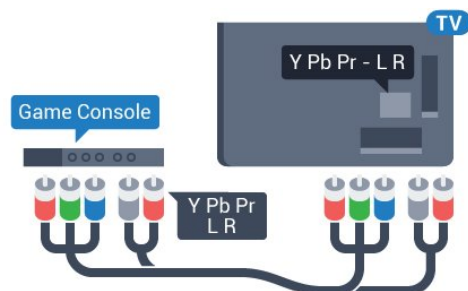 TV
Y Pb Pr - L R
Game Console
Y Pb Pr
L R